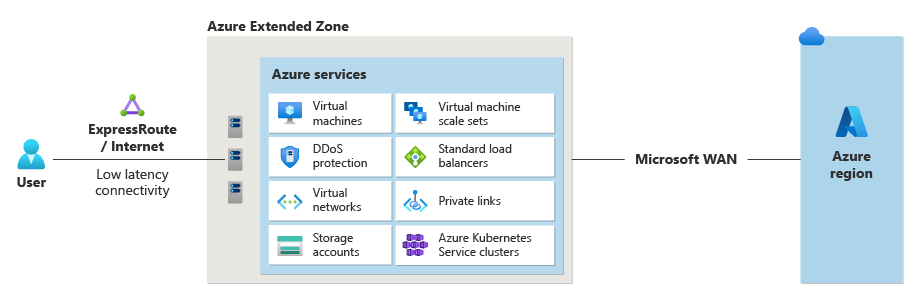 Azure Extended Zone
Azure services
Virtual
machines
Virtual machine
scale sets
DDoS
protection
Standard load
balancers
Virtual
networks
Private links
Storage
accounts
Azure Kubernetes
Service clusters
ExpressRoute
/ Internet
Low latency
connectivity
User
Microsoft WAN
Azure
region